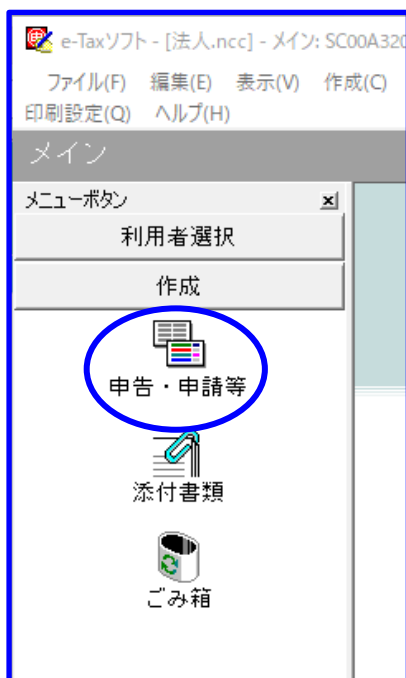 e-Taxソフト - [法人.ncc] - メイン: SC00A320
ファイル(F) 編集(E) 表示(V) 作成(C)
印刷設定(Q) ヘルプ(H)
メイン
メニューボタン
利用者選択
作成
申告・申請等
添付書類
ごみ箱